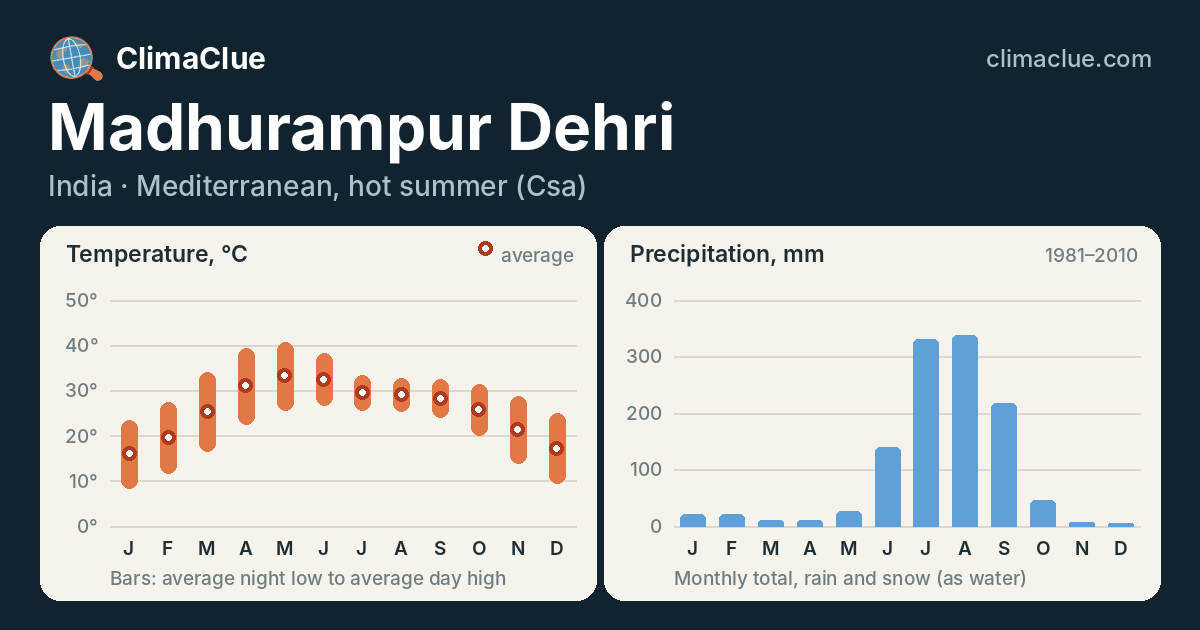 ClimaClue
climaclue.com
Madhurampur Dehri
India · Mediterranean, hot summer (Csa)
Temperature, °C
average
50°
40°
30°
20°
10°
0°
J F M A M J J A S O N D
Bars: average night low to average day high
Precipitation, mm
1981–2010
400
300
200
100
0
J F M A M J J A S O N D
Monthly total, rain and snow (as water)